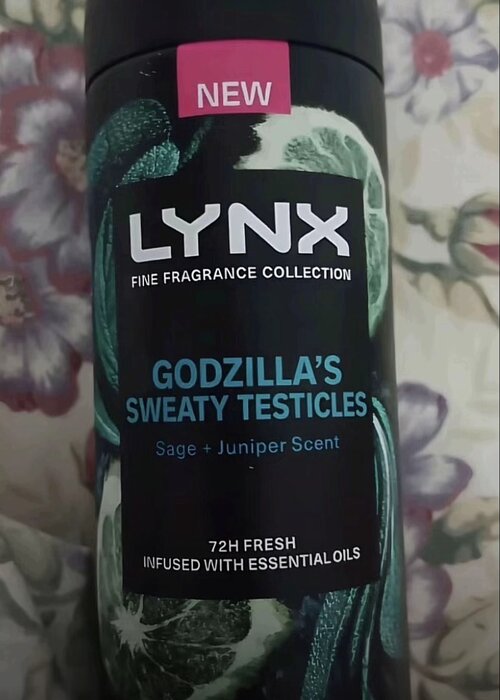 NEW
LYNX
FINE FRAGRANCE COLLECTION
GODZILLA'S
SWEATY TESTICLES
Sage + Juniper Scent
72H FRESH
INFUSED WITH ESSENTIAL OILS